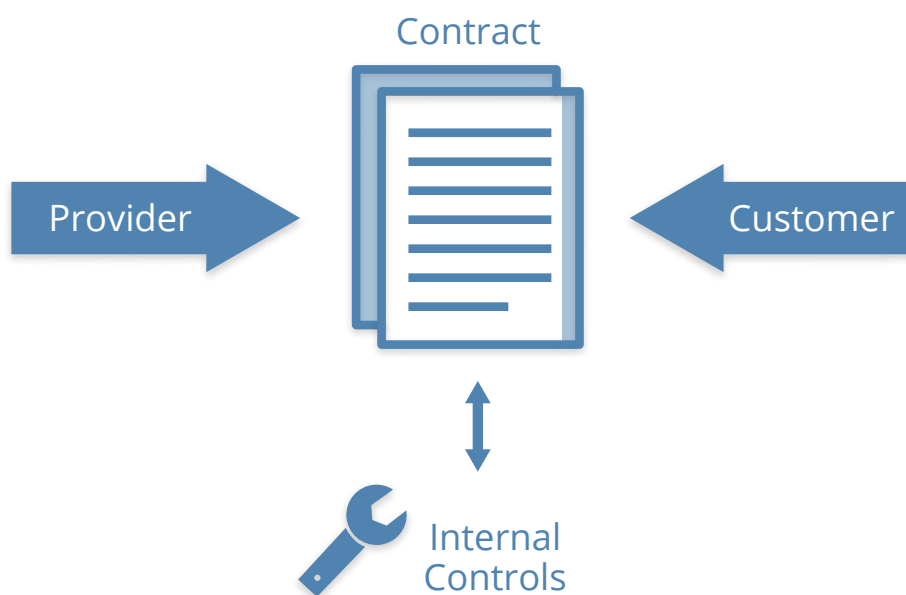 Contract
Provider
Customer
Internal
Controls